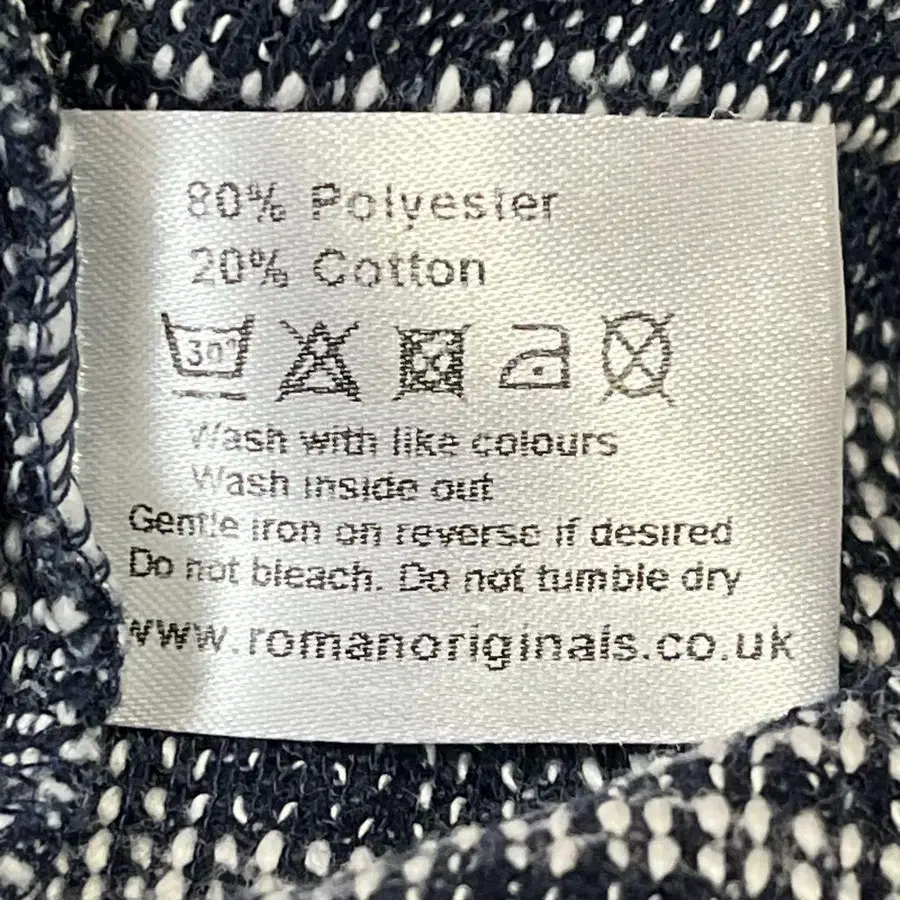 80% Polyester
20% Cotton
30°
Wash with like colours
Wash inside out
Gentle iron on reverse if desired
Do not bleach. Do not tumble dry
www.romanoriginals.co.uk